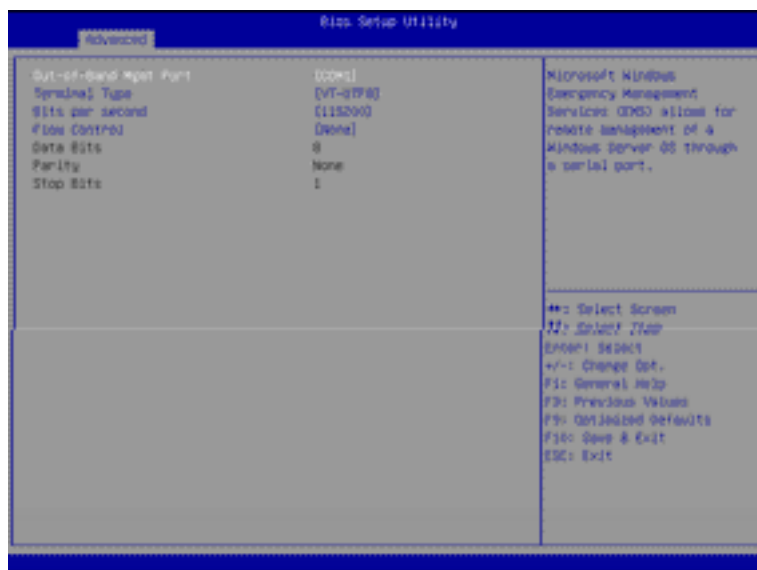 Bios Setup Utility
Advanced
Out-of-Band Mgmt Port [COM1]
Terminal Type [VT-UTF8]
Bits per second [115200]
Flow Control [None]
Data Bits 8
Parity None
Stop Bits 1
Microsoft Windows
Emergency Management
Services (EMS) allows for
remote management of a
Windows Server OS through
a serial port.
: Select Screen
: Select Item
Enter: Select
+/-: Change Opt.
F1: General Help
: Previous Values
F9: Optimized Defaults
F10: Save & Exit
ESC: Exit